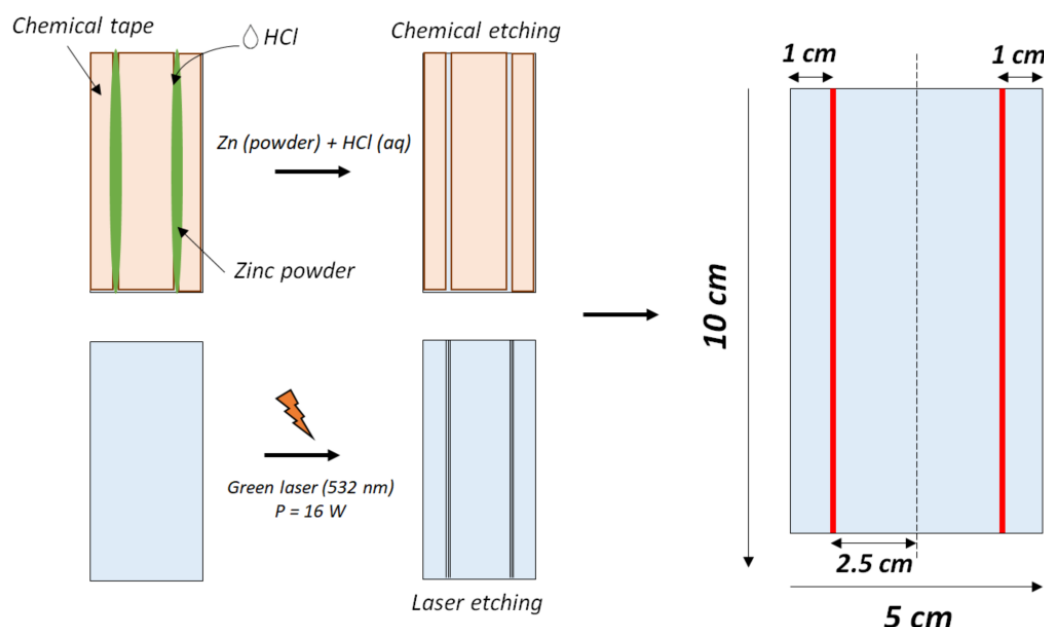 Chemical tape
HCl
Chemical etching
Zn (powder) + HCl (aq)
Zinc powder
Green laser (532 nm)
P = 16 W
Laser etching
1 cm
1 cm
10 cm
2.5 cm
5 cm